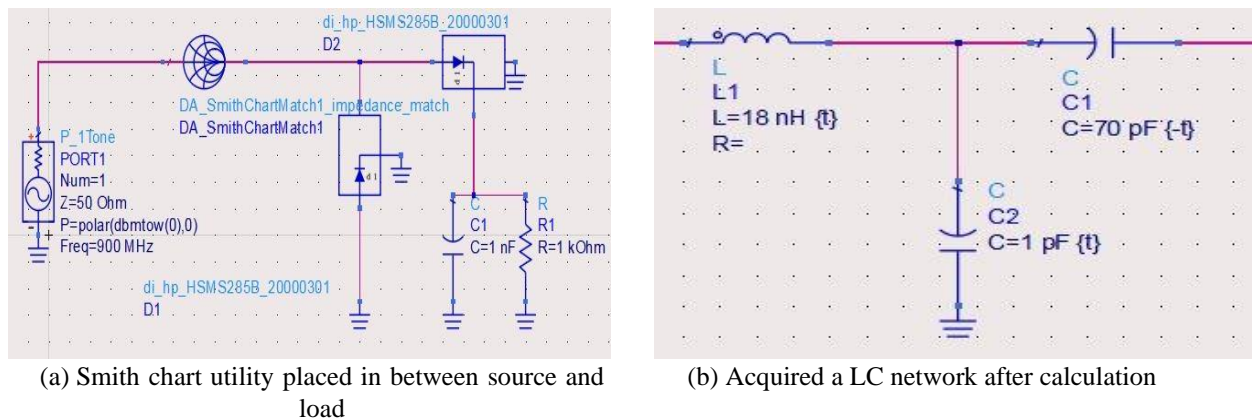 di_hp_HSMS285B_20000301
D2
DA_SmithChartMatch1_impedance_match
DA_SmithChartMatch1
P_1Tone
PORT1
Num=1
Z=50 Ohm
P=polar(dbmtow(0),0)
Freq=900 MHz
d1
d1
C
C1
C=1 nF
R
R1
R=1 kOhm
di_hp_HSMS285B_20000301
D1
(a) Smith chart utility placed in between source and
load
L
L1
L=18 nH {t}
R=
C
C1
C=70 pF {-t}
C
C2
C=1 pF {t}
(b) Acquired a LC network after calculation